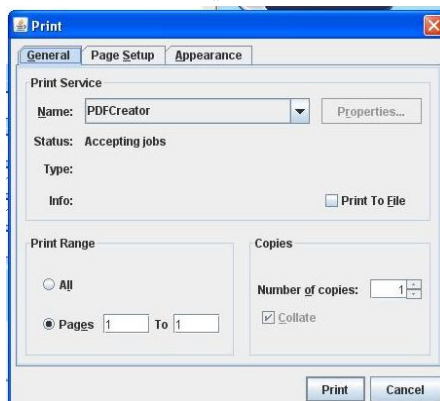 Print
General Page Setup Appearance
Print Service
Name: PDFCreator Properties...
Status: Accepting jobs
Type:
Info: Print To File
Print Range Copies
All Number of copies: 1
Pages 1 To 1 Collate
Print Cancel